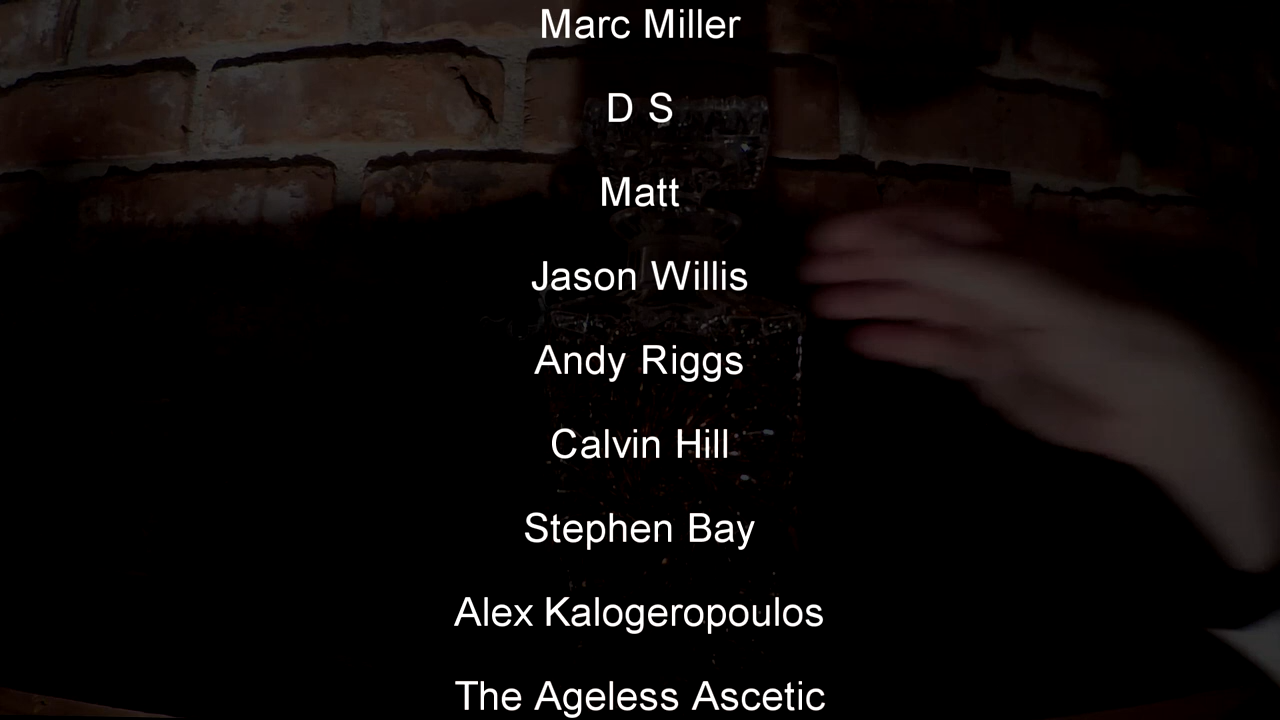 Marc Miller
D S
Matt
Jason Willis
Andy Riggs
Calvin Hill
Stephen Bay
Alex Kalogeropoulos
The Ageless Ascetic